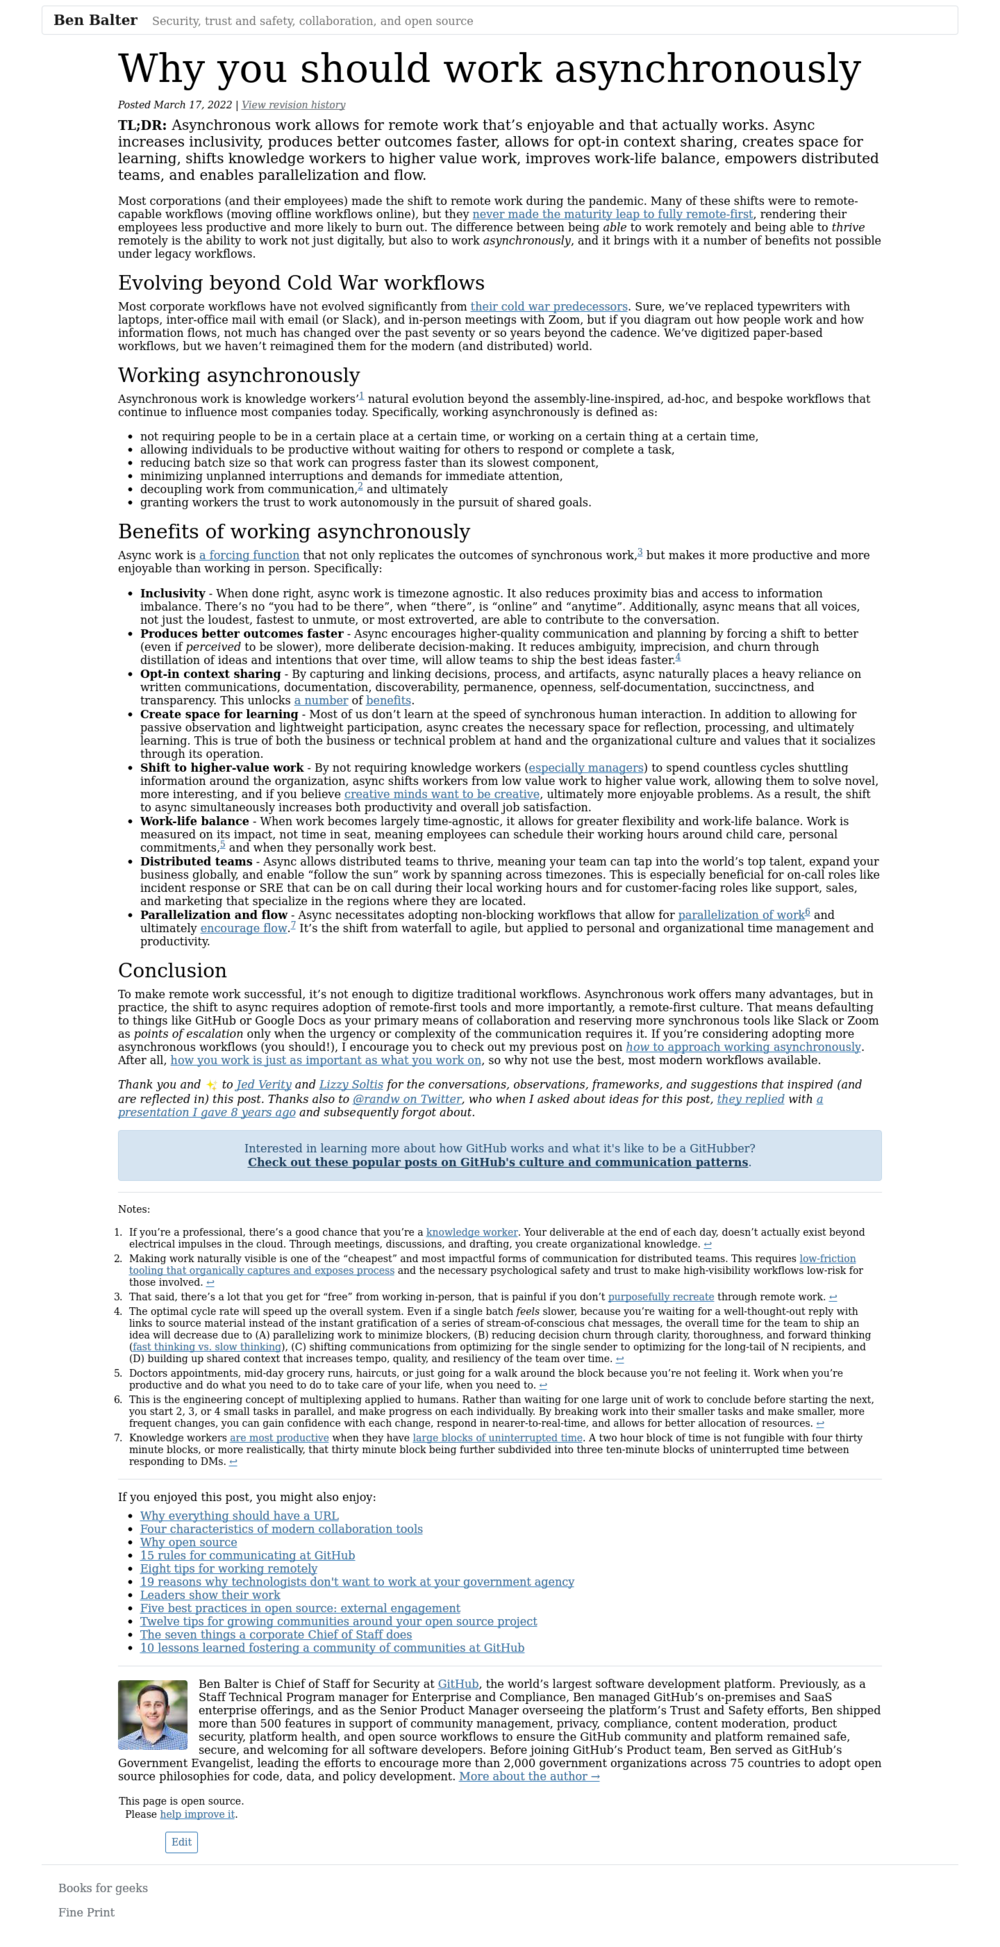 Ben Balter Security, trust and safety, collaboration, and open source
Why you should work asynchronously
Posted March 17, 2022 | View revision history
TL;DR: Asynchronous work allows for remote work that’s enjoyable and that actually works. Async
increases inclusivity, produces better outcomes faster, allows for opt-in context sharing, creates space for
learning, shifts knowledge workers to higher value work, improves work-life balance, empowers distributed
teams, and enables parallelization and flow.
Most corporations (and their employees) made the shift to remote work during the pandemic. Many of these shifts were to remote-
capable workflows (moving offline workflows online), but they never made the maturity leap to fully remote-first, rendering their
employees less productive and more likely to burn out. The difference between being able to work remotely and being able to thrive
remotely is the ability to work not just digitally, but also to work asynchronously, and it brings with it a number of benefits not possible
under legacy workflows.
Evolving beyond Cold War workflows
Most corporate workflows have not evolved significantly from their cold war predecessors. Sure, we’ve replaced typewriters with
laptops, inter-office mail with email (or Slack), and in-person meetings with Zoom, but if you diagram out how people work and how
information flows, not much has changed over the past seventy or so years beyond the cadence. We’ve digitized paper-based
workflows, but we haven’t reimagined them for the modern (and distributed) world.
Working asynchronously
Asynchronous work is knowledge workers’1 natural evolution beyond the assembly-line-inspired, ad-hoc, and bespoke workflows that
continue to influence most companies today. Specifically, working asynchronously is defined as:
• not requiring people to be in a certain place at a certain time, or working on a certain thing at a certain time,
• allowing individuals to be productive without waiting for others to respond or complete a task,
• reducing batch size so that work can progress faster than its slowest component,
• minimizing unplanned interruptions and demands for immediate attention,
• decoupling work from communication,2 and ultimately
• granting workers the trust to work autonomously in the pursuit of shared goals.
Benefits of working asynchronously
Async work is a forcing function that not only replicates the outcomes of synchronous work,3 but makes it more productive and more
enjoyable than working in person. Specifically:
• Inclusivity - When done right, async work is timezone agnostic. It also reduces proximity bias and access to information
imbalance. There’s no “you had to be there”, when “there”, is “online” and “anytime”. Additionally, async means that all voices,
not just the loudest, fastest to unmute, or most extroverted, are able to contribute to the conversation.
• Produces better outcomes faster - Async encourages higher-quality communication and planning by forcing a shift to better
(even if perceived to be slower), more deliberate decision-making. It reduces ambiguity, imprecision, and churn through
distillation of ideas and intentions that over time, will allow teams to ship the best ideas faster.4
• Opt-in context sharing - By capturing and linking decisions, process, and artifacts, async naturally places a heavy reliance on
written communications, documentation, discoverability, permanence, openness, self-documentation, succinctness, and
transparency. This unlocks a number of benefits.
• Create space for learning - Most of us don’t learn at the speed of synchronous human interaction. In addition to allowing for
passive observation and lightweight participation, async creates the necessary space for reflection, processing, and ultimately
learning. This is true of both the business or technical problem at hand and the organizational culture and values that it socializes
through its operation.
• Shift to higher-value work - By not requiring knowledge workers (especially managers) to spend countless cycles shuttling
information around the organization, async shifts workers from low value work to higher value work, allowing them to solve novel,
more interesting, and if you believe creative minds want to be creative, ultimately more enjoyable problems. As a result, the shift
to async simultaneously increases both productivity and overall job satisfaction.
• Work-life balance - When work becomes largely time-agnostic, it allows for greater flexibility and work-life balance. Work is
measured on its impact, not time in seat, meaning employees can schedule their working hours around child care, personal
commitments,5 and when they personally work best.
• Distributed teams - Async allows distributed teams to thrive, meaning your team can tap into the world’s top talent, expand your
business globally, and enable “follow the sun” work by spanning across timezones. This is especially beneficial for on-call roles like
incident response or SRE that can be on call during their local working hours and for customer-facing roles like support, sales,
and marketing that specialize in the regions where they are located.
• Parallelization and flow - Async necessitates adopting non-blocking workflows that allow for parallelization of work6 and
ultimately encourage flow.7 It’s the shift from waterfall to agile, but applied to personal and organizational time management and
productivity.
Conclusion
To make remote work successful, it’s not enough to digitize traditional workflows. Asynchronous work offers many advantages, but in
practice, the shift to async requires adoption of remote-first tools and more importantly, a remote-first culture. That means defaulting
to things like GitHub or Google Docs as your primary means of collaboration and reserving more synchronous tools like Slack or Zoom
as points of escalation only when the urgency or complexity of the communication requires it. If you’re considering adopting more
asynchronous workflows (you should!), I encourage you to check out my previous post on how to approach working asynchronously.
After all, how you work is just as important as what you work on, so why not use the best, most modern workflows available.
Thank you and ✨ to Jed Verity and Lizzy Soltis for the conversations, observations, frameworks, and suggestions that inspired (and
are reflected in) this post. Thanks also to @randw on Twitter, who when I asked about ideas for this post, they replied with a
presentation I gave 8 years ago and subsequently forgot about.
Interested in learning more about how GitHub works and what it's like to be a GitHubber?
Check out these popular posts on GitHub's culture and communication patterns.
Notes:
1. If you’re a professional, there’s a good chance that you’re a knowledge worker. Your deliverable at the end of each day, doesn’t actually exist beyond
electrical impulses in the cloud. Through meetings, discussions, and drafting, you create organizational knowledge. ↩
2. Making work naturally visible is one of the “cheapest” and most impactful forms of communication for distributed teams. This requires low-friction
tooling that organically captures and exposes process and the necessary psychological safety and trust to make high-visibility workflows low-risk for
those involved. ↩
3. That said, there’s a lot that you get for “free” from working in-person, that is painful if you don’t purposefully recreate through remote work. ↩
4. The optimal cycle rate will speed up the overall system. Even if a single batch feels slower, because you’re waiting for a well-thought-out reply with
links to source material instead of the instant gratification of a series of stream-of-conscious chat messages, the overall time for the team to ship an
idea will decrease due to (A) parallelizing work to minimize blockers, (B) reducing decision churn through clarity, thoroughness, and forward thinking
(fast thinking vs. slow thinking), (C) shifting communications from optimizing for the single sender to optimizing for the long-tail of N recipients, and
(D) building up shared context that increases tempo, quality, and resiliency of the team over time. ↩
5. Doctors appointments, mid-day grocery runs, haircuts, or just going for a walk around the block because you’re not feeling it. Work when you’re
productive and do what you need to do to take care of your life, when you need to. ↩
6. This is the engineering concept of multiplexing applied to humans. Rather than waiting for one large unit of work to conclude before starting the next,
you start 2, 3, or 4 small tasks in parallel, and make progress on each individually. By breaking work into their smaller tasks and make smaller, more
frequent changes, you can gain confidence with each change, respond in nearer-to-real-time, and allows for better allocation of resources. ↩
7. Knowledge workers are most productive when they have large blocks of uninterrupted time. A two hour block of time is not fungible with four thirty
minute blocks, or more realistically, that thirty minute block being further subdivided into three ten-minute blocks of uninterrupted time between
responding to DMs. ↩
If you enjoyed this post, you might also enjoy:
• Why everything should have a URL
• Four characteristics of modern collaboration tools
• Why open source
• 15 rules for communicating at GitHub
• Eight tips for working remotely
• 19 reasons why technologists don't want to work at your government agency
• Leaders show their work
• Five best practices in open source: external engagement
• Twelve tips for growing communities around your open source project
• The seven things a corporate Chief of Staff does
• 10 lessons learned fostering a community of communities at GitHub
Ben Balter is Chief of Staff for Security at GitHub, the world’s largest software development platform. Previously, as a
Staff Technical Program manager for Enterprise and Compliance, Ben managed GitHub’s on-premises and SaaS
enterprise offerings, and as the Senior Product Manager overseeing the platform’s Trust and Safety efforts, Ben shipped
more than 500 features in support of community management, privacy, compliance, content moderation, product
security, platform health, and open source workflows to ensure the GitHub community and platform remained safe,
secure, and welcoming for all software developers. Before joining GitHub’s Product team, Ben served as GitHub’s
Government Evangelist, leading the efforts to encourage more than 2,000 government organizations across 75 countries to adopt open
source philosophies for code, data, and policy development. More about the author →
This page is open source.
Please help improve it.
Edit
Books for geeks
Fine Print